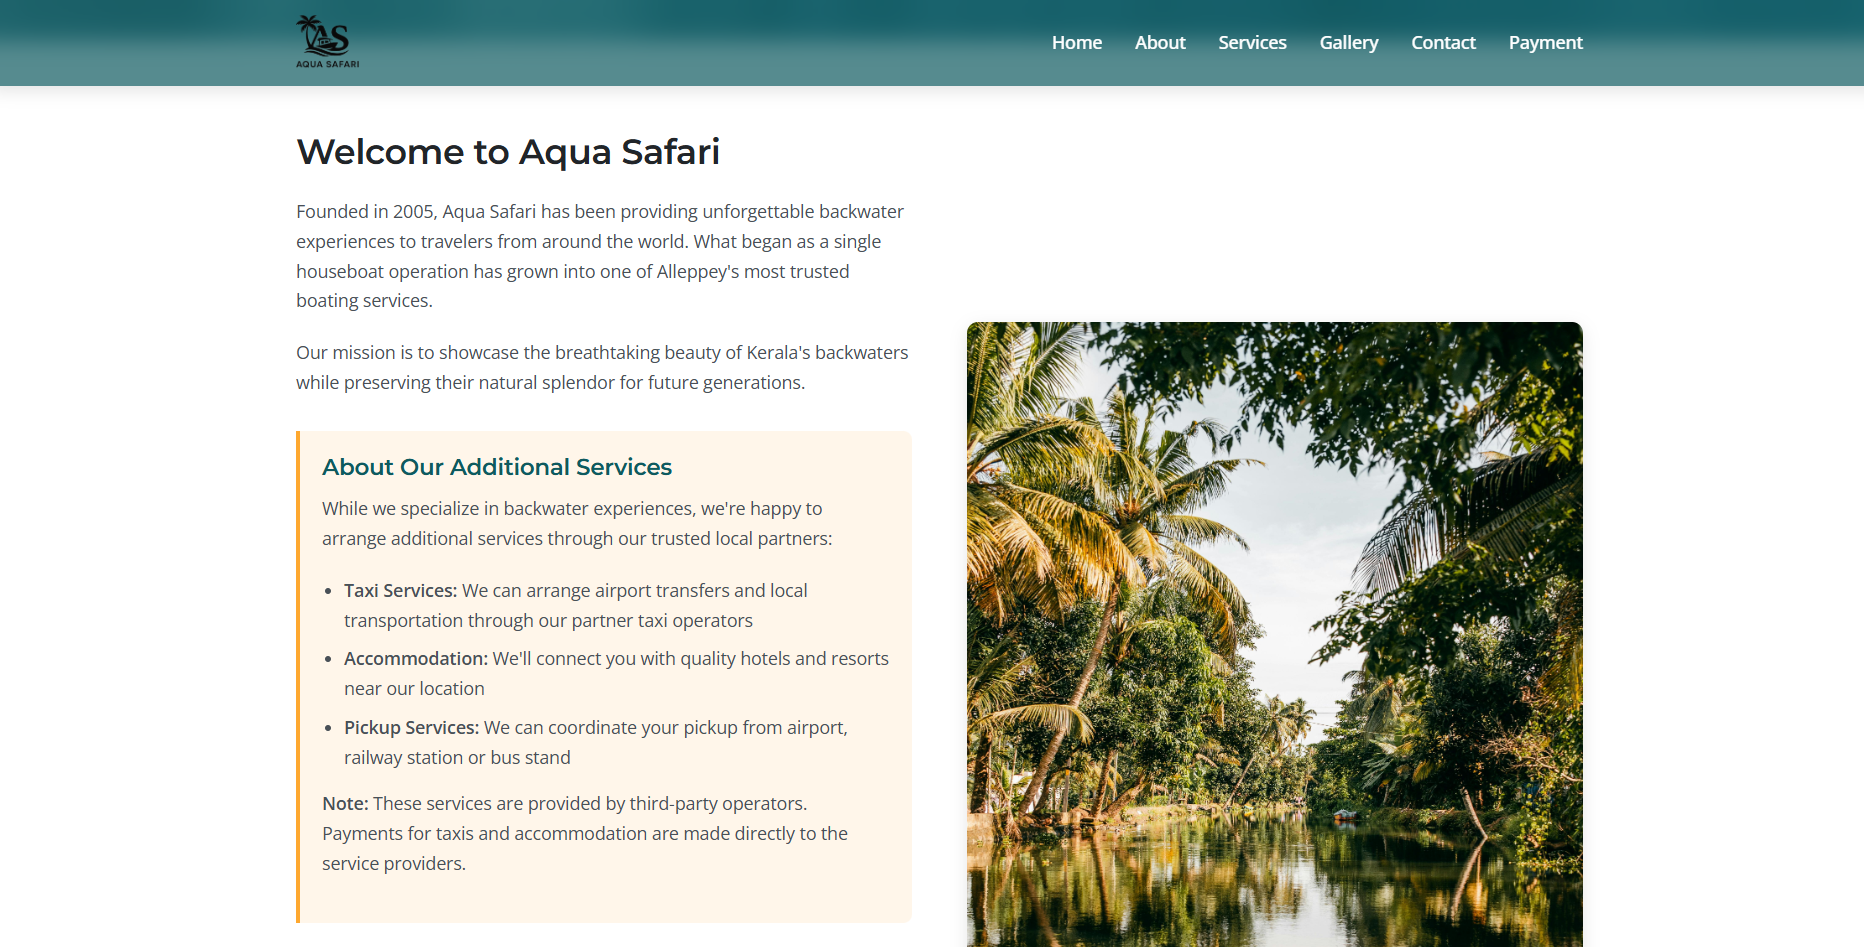 AS
AQUA SAFARI
Home About Services Gallery Contact Payment
Welcome to Aqua Safari
Founded in 2005, Aqua Safari has been providing unforgettable backwater
experiences to travelers from around the world. What began as a single
houseboat operation has grown into one of Alleppey's most trusted
boating services.
Our mission is to showcase the breathtaking beauty of Kerala's backwaters
while preserving their natural splendor for future generations.
About Our Additional Services
While we specialize in backwater experiences, we're happy to
arrange additional services through our trusted local partners:
• Taxi Services: We can arrange airport transfers and local
transportation through our partner taxi operators
• Accommodation: We'll connect you with quality hotels and resorts
near our location
• Pickup Services: We can coordinate your pickup from airport,
railway station or bus stand
Note: These services are provided by third-party operators.
Payments for taxis and accommodation are made directly to the
service providers.